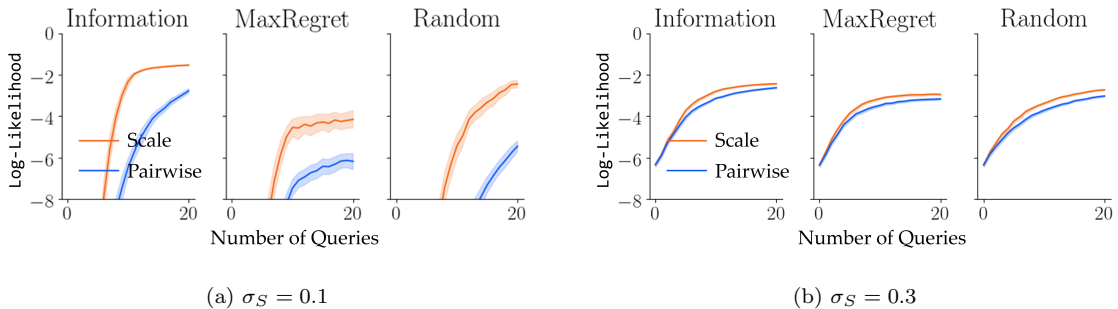 Information MaxRegret Random
Log-Likelihood
0
−2
−4
−6
−8
Scale
Pairwise
0 20 0 20 0 20
Number of Queries
(a) σ_S = 0.1
Information MaxRegret Random
Log-Likelihood
0
−2
−4
−6
−8
Scale
Pairwise
0 20 0 20 0 20
Number of Queries
(b) σ_S = 0.3